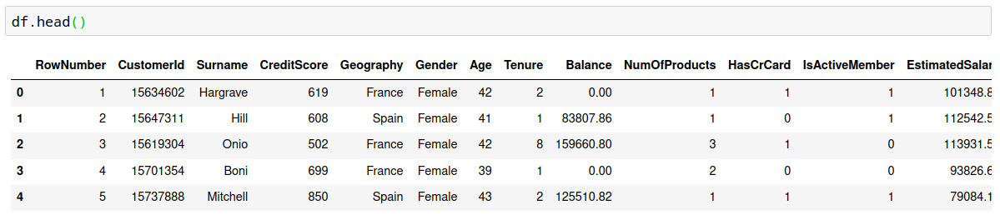 df.head()
RowNumber CustomerId Surname CreditScore Geography Gender Age Tenure Balance NumOfProducts HasCrCard IsActiveMember EstimatedSalar
0 1 15634602 Hargrave 619 France Female 42 2 0.00 1 1 1 101348.8
1 2 15647311 Hill 608 Spain Female 41 1 83807.86 1 0 1 112542.5
2 3 15619304 Onio 502 France Female 42 8 159660.80 3 1 0 113931.5
3 4 15701354 Boni 699 France Female 39 1 0.00 2 0 0 93826.6
4 5 15737888 Mitchell 850 Spain Female 43 2 125510.82 1 1 1 79084.1